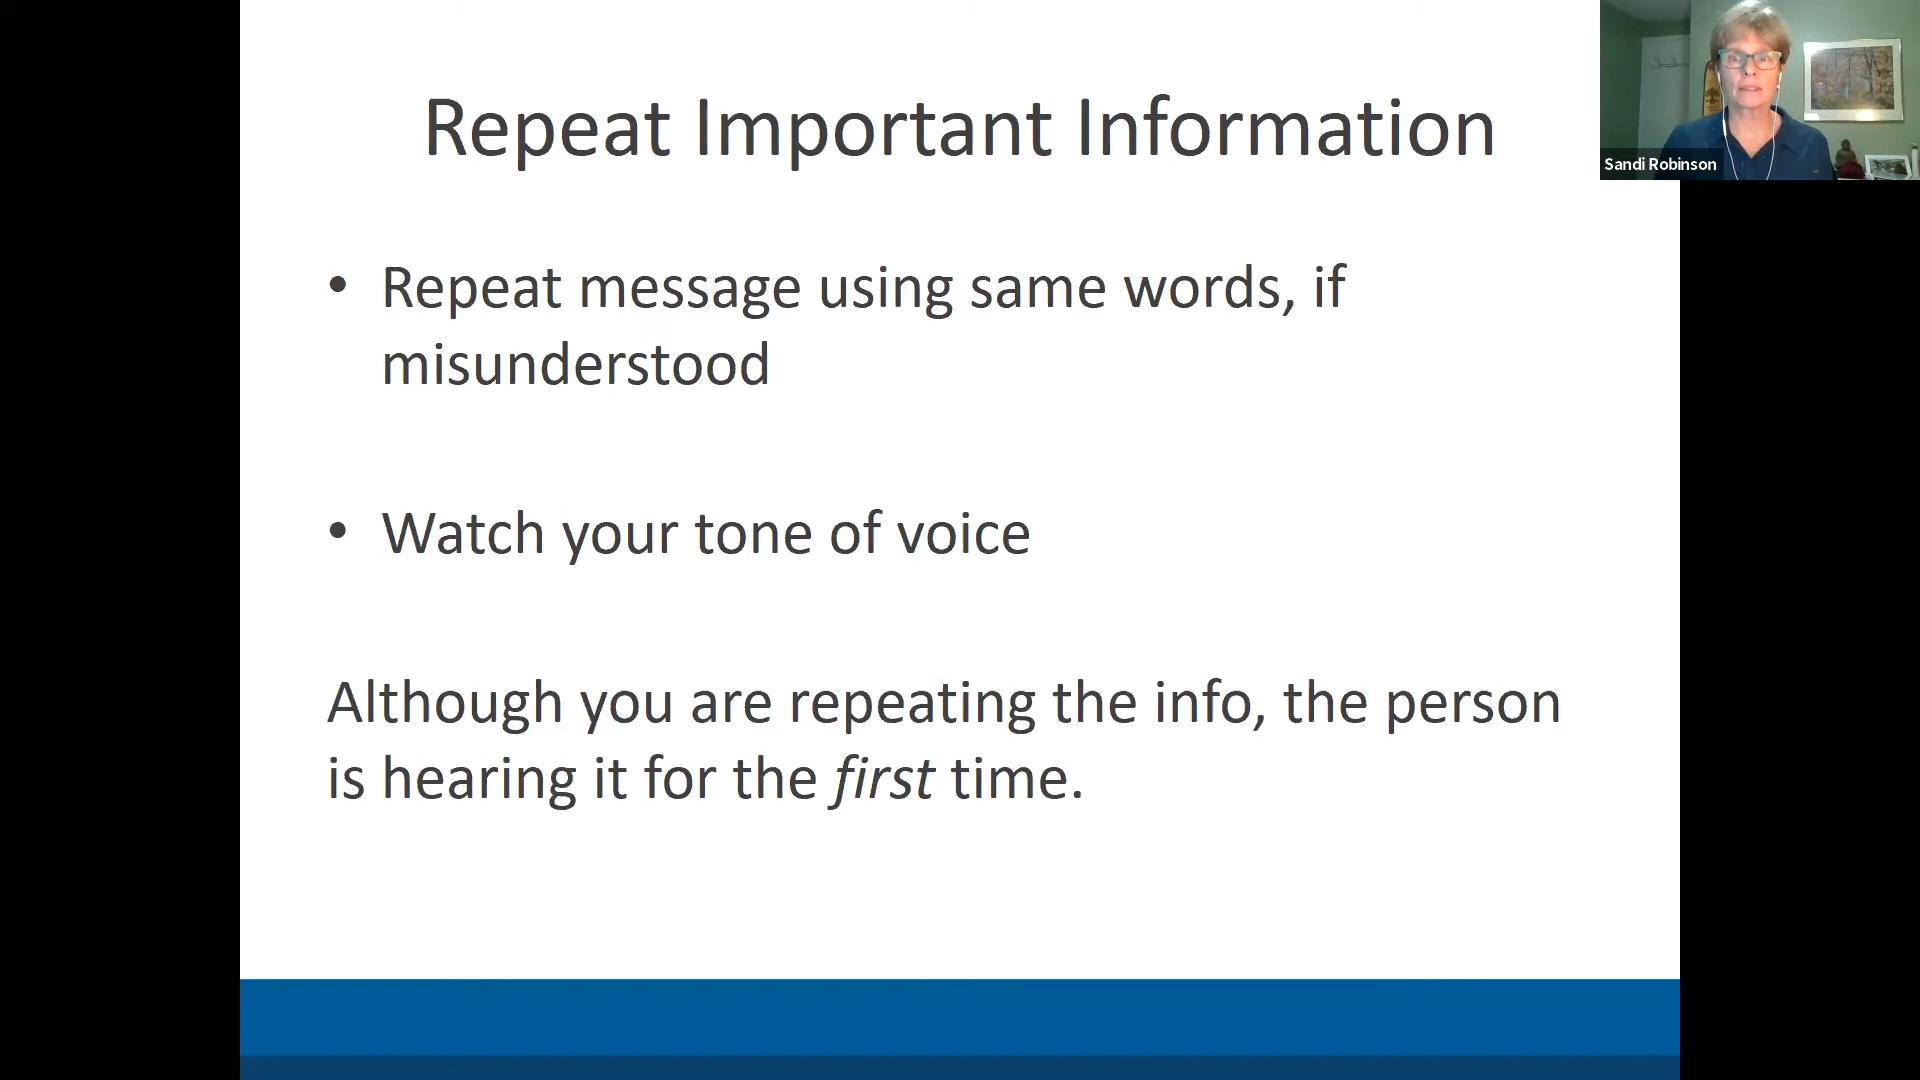 Repeat Important Information
• Repeat message using same words, if
misunderstood
• Watch your tone of voice
Although you are repeating the info, the person
is hearing it for the first time.
Sandi Robinson